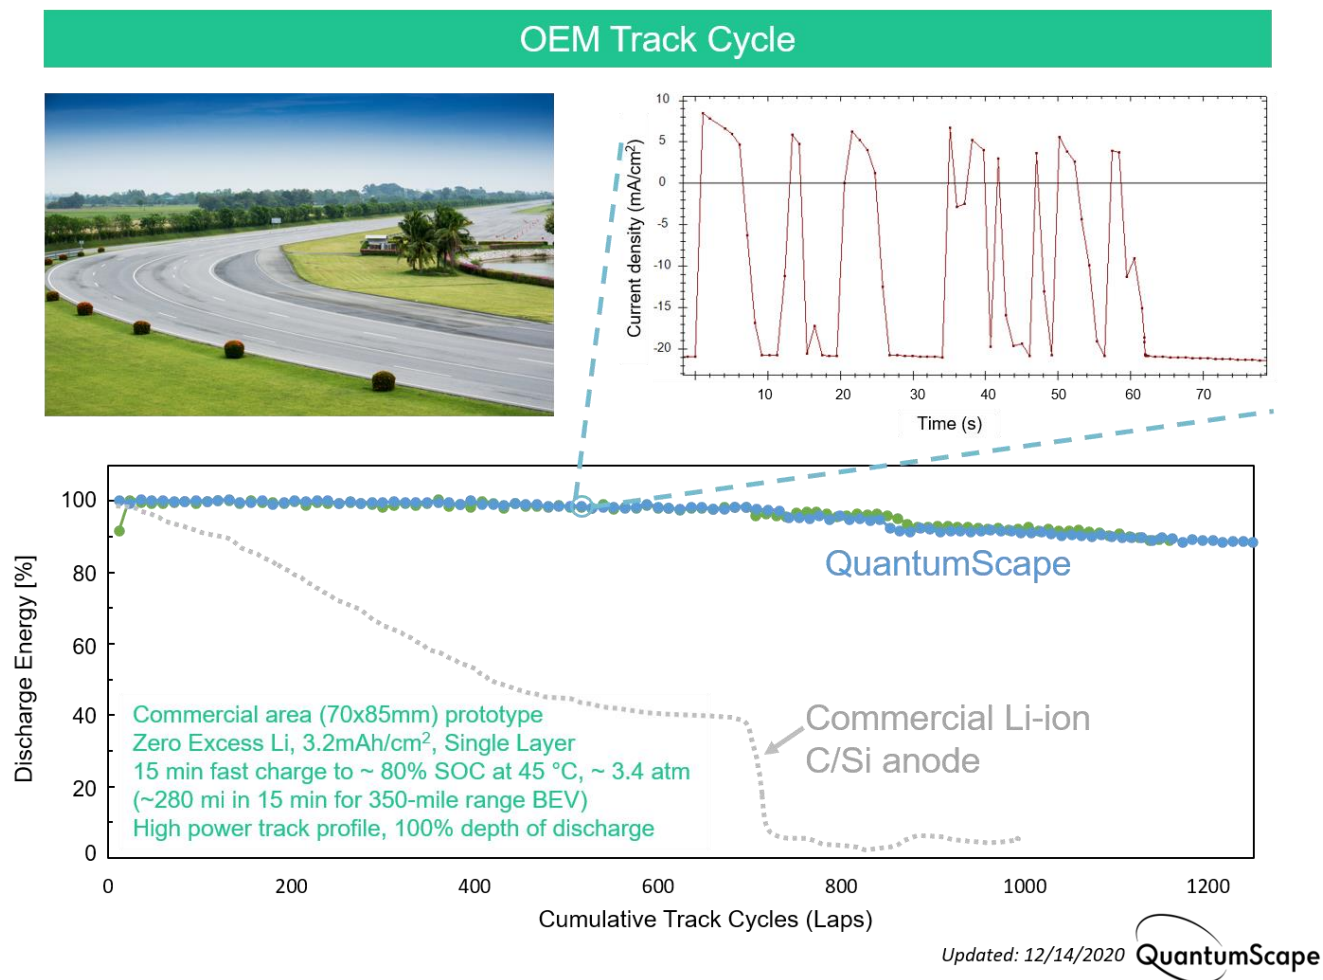 OEM Track Cycle
10
5
0
-5
-10
-15
-20
Current density (mA/cm²)
10 20 30 40 50 60 70
Time (s)
100
80
60
40
20
0
Discharge Energy [%]
QuantumScape
Commercial Li-ion
C/Si anode
Commercial area (70x85mm) prototype
Zero Excess Li, 3.2mAh/cm², Single Layer
15 min fast charge to ~ 80% SOC at 45 °C, ~ 3.4 atm
(~280 mi in 15 min for 350-mile range BEV)
High power track profile, 100% depth of discharge
0 200 400 600 800 1000 1200
Cumulative Track Cycles (Laps)
Updated: 12/14/2020
QuantumScape